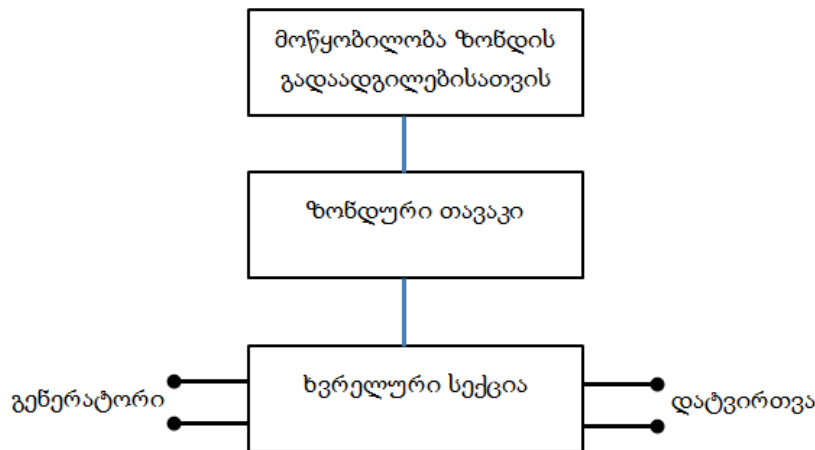 მოწყობილობა ზონდის
გადაადგილებისათვის
ზონდური თავაკი
გენერატორი
ხვრელური სექცია
დატვირთვა